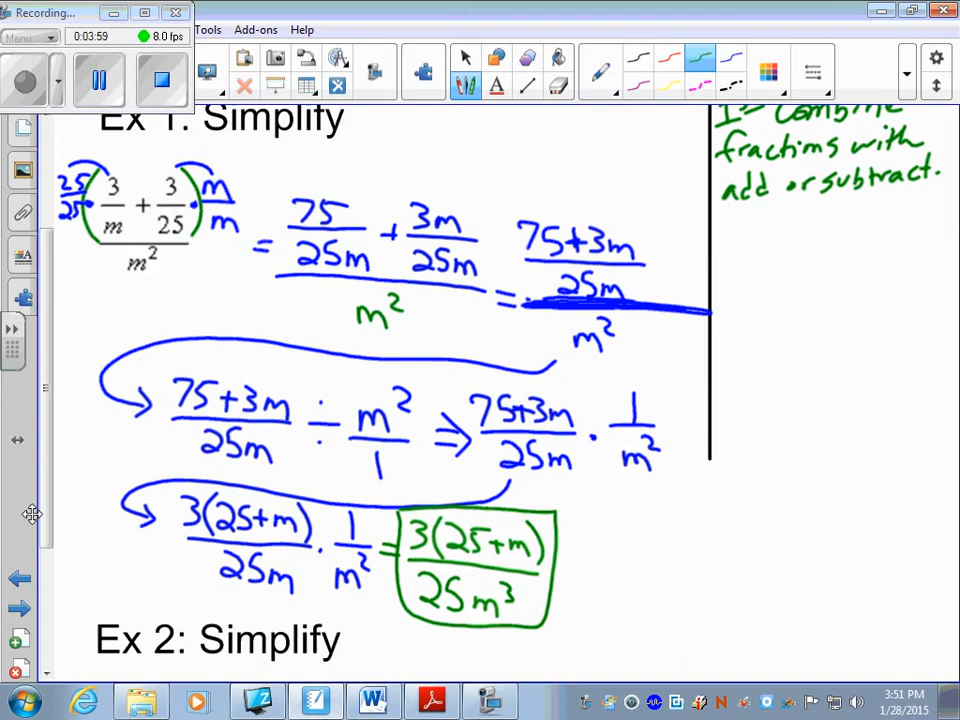 Recording...
Menu
03:59
8.0 fps
Tools Add-ons Help
Ex 1: Simplify
1- Combine
fractions with
add or subtract.
25/25 · (3/m + 3/25) · m/m
m²
= 75/25m + 3m/25m
m²
= 75+3m
25m
m²
75+3m/25m ÷ m²/1 ⇒ 75+3m/25m · 1/m²
3(25+m)/25m · 1/m² = 3(25+m)/25m³
Ex 2: Simplify
3:51 PM
1/28/2015